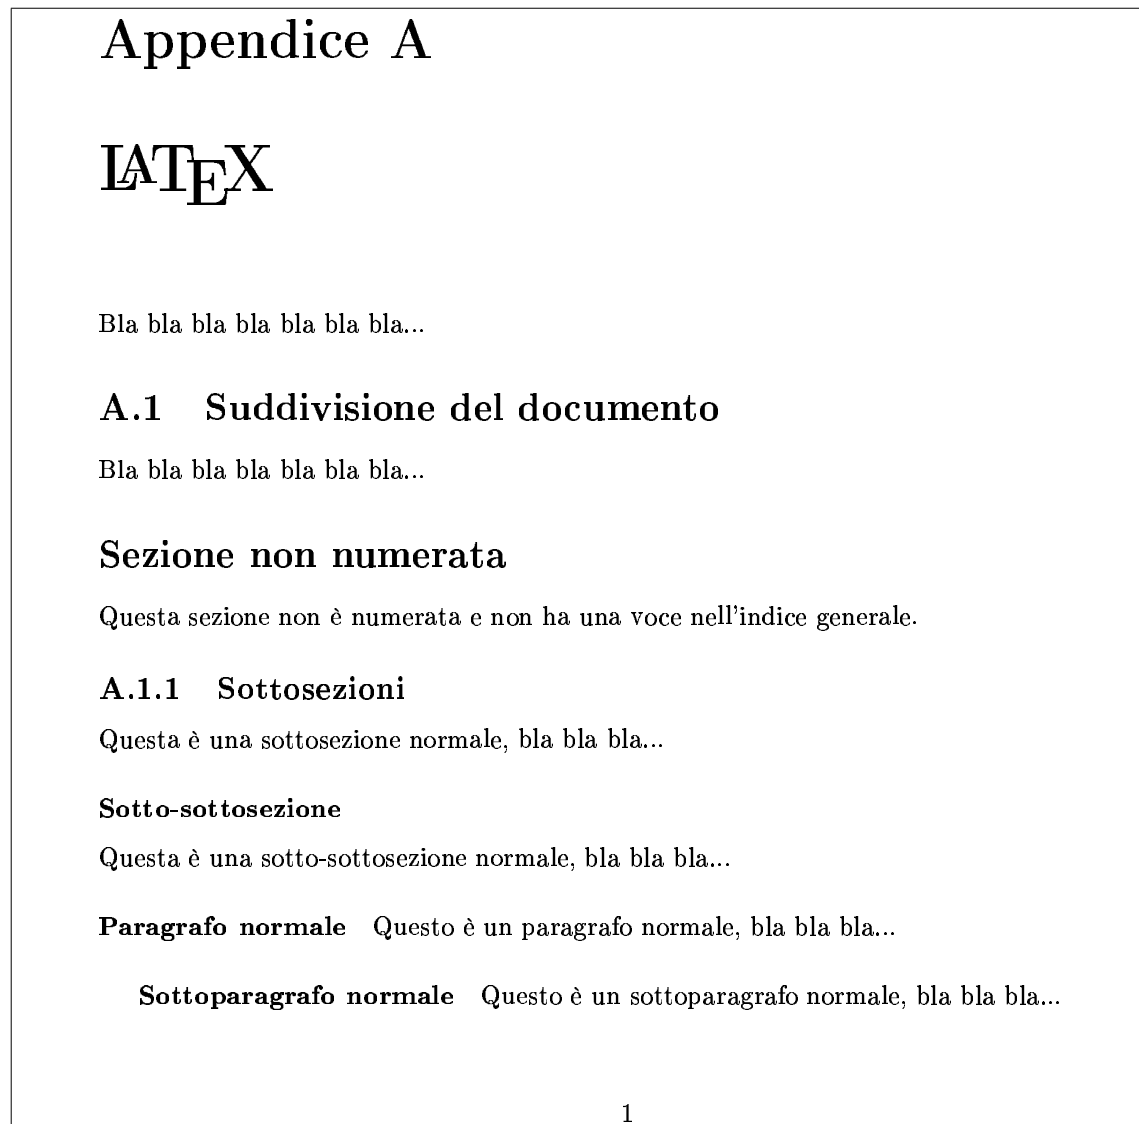 Appendice A
LATEX
Bla bla bla bla bla bla bla...
A.1 Suddivisione del documento
Bla bla bla bla bla bla bla...
Sezione non numerata
Questa sezione non è numerata e non ha una voce nell'indice generale.
A.1.1 Sottosezioni
Questa è una sottosezione normale, bla bla bla...
Sotto-sottosezione
Questa è una sotto-sottosezione normale, bla bla bla...
Paragrafo normale Questo è un paragrafo normale, bla bla bla...
Sottoparagrafo normale Questo è un sottoparagrafo normale, bla bla bla...
1